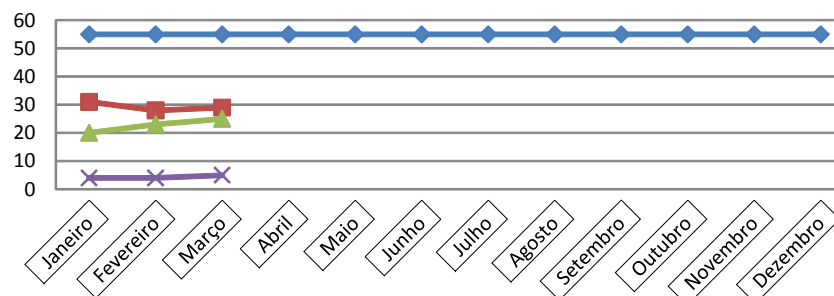 60
50
40
30
20
10
0
Janeiro
Fevereiro
Março
Abril
Maio
Junho
Julho
Agosto
Setembro
Outubro
Novembro
Dezembro